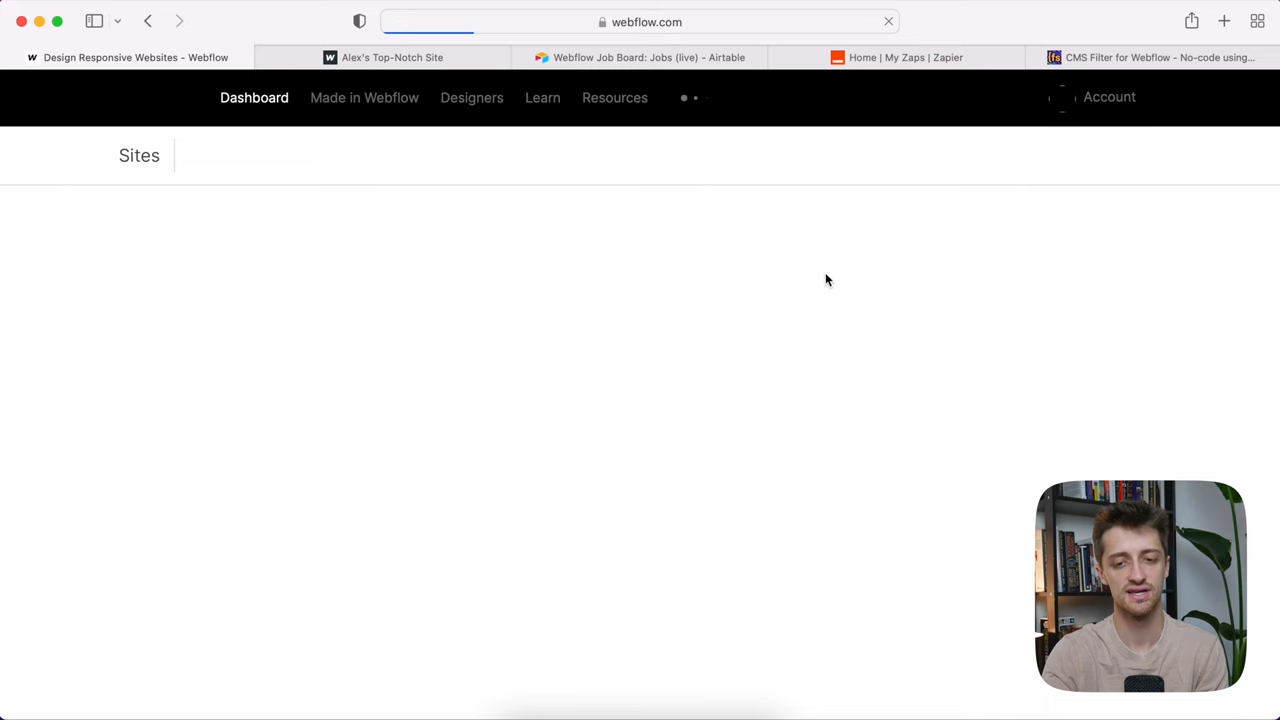 webflow.com
Design Responsive Websites - Webflow
Alex's Top-Notch Site
Webflow Job Board: Jobs (live) - Airtable
Home | My Zaps | Zapier
CMS Filter for Webflow - No-code using...
Dashboard
Made in Webflow
Designers
Learn
Resources
Account
Sites